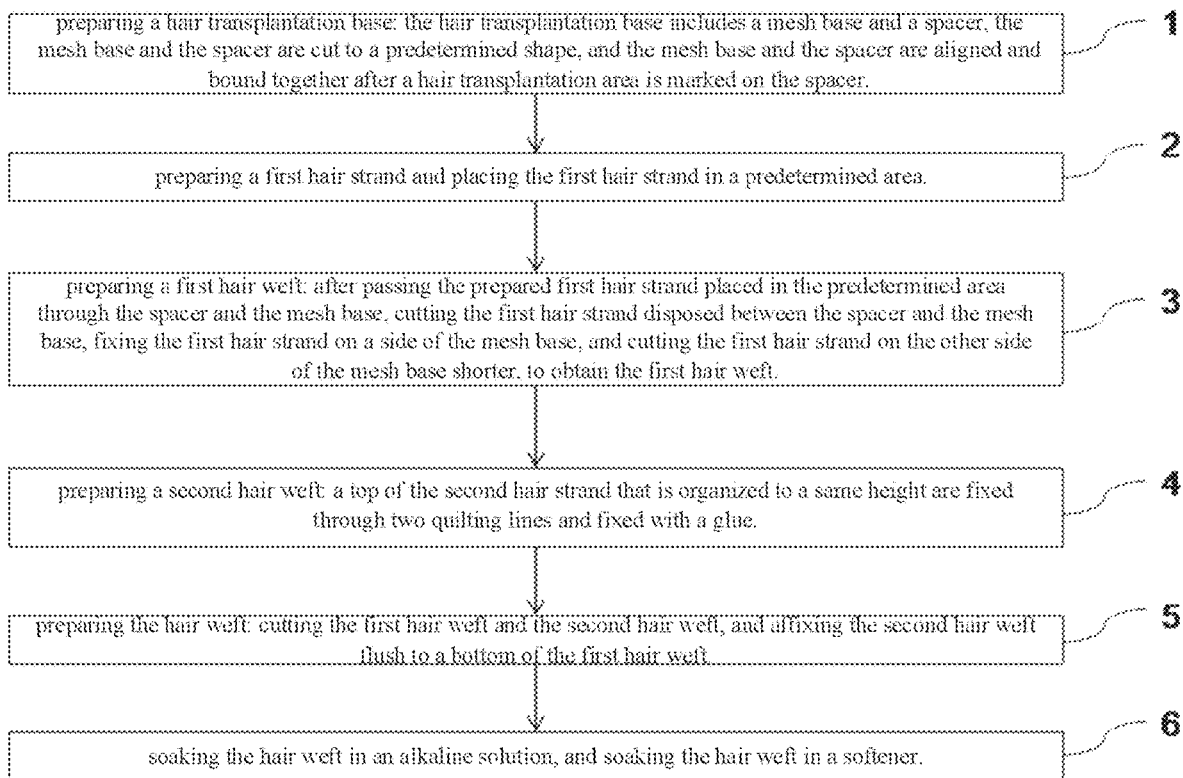 preparing a hair transplantation base: the hair transplantation base includes a mesh base and a spacer, the
mesh base and the spacer are cut to a predetermined shape, and the mesh base and the spacer are aligned and
bound together after a hair transplantation area is marked on the spacer.
1
preparing a first hair strand and placing the first hair strand in a predetermined area.
2
preparing a first hair weft: after passing the prepared first hair strand placed in the predetermined area
through the spacer and the mesh base, cutting the first hair strand disposed between the spacer and the mesh
base, fixing the first hair strand on a side of the mesh base, and cutting the first hair strand on the other side
of the mesh base shorter, to obtain the first hair weft.
3
preparing a second hair weft: a top of the second hair strand that is organized to a same height are fixed
through two quilting lines and fixed with a glue.
4
preparing the hair weft: cutting the first hair weft and the second hair weft, and affixing the second hair weft
flush to a bottom of the first hair weft
5
soaking the hair weft in an alkaline solution, and soaking the hair weft in a softener.
6